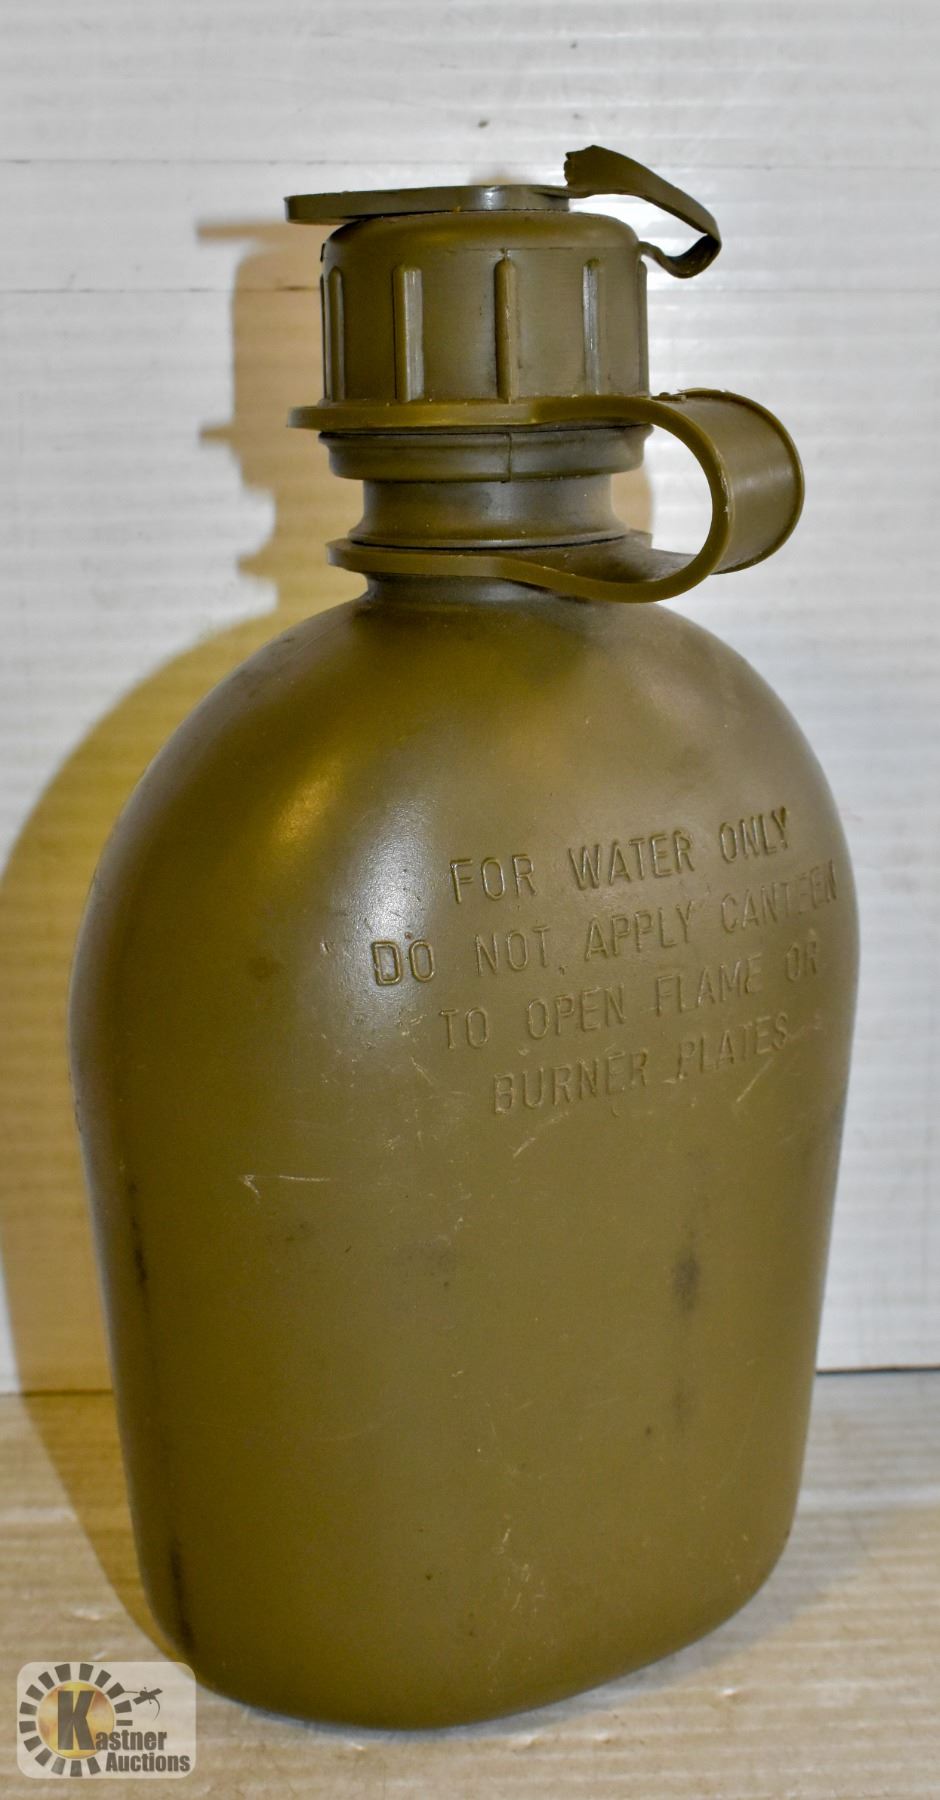 FOR WATER ONLY
DO NOT APPLY CANTEEN
TO OPEN FLAME OR
BURNER PLATES
Kastner
Auctions